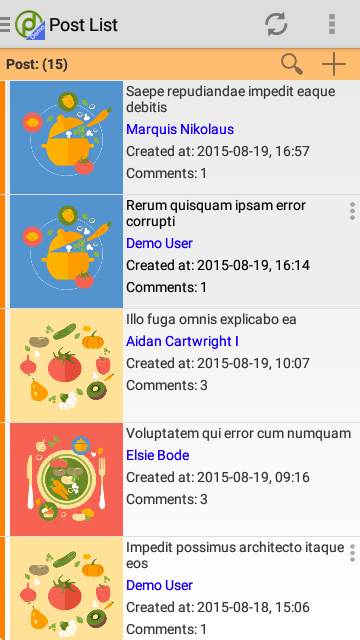 Post List
Post: (15)
Saepe repudiandae impedit eaque
debitis
Marquis Nikolaus
Created at: 2015-08-19, 16:57
Comments: 1
Rerum quisquam ipsam error
corrupti
Demo User
Created at: 2015-08-19, 16:14
Comments: 1
Illo fuga omnis explicabo ea
Aidan Cartwright I
Created at: 2015-08-19, 10:07
Comments: 3
Voluptatem qui error cum numquam
Elsie Bode
Created at: 2015-08-19, 09:16
Comments: 3
Impedit possimus architecto itaque
eos
Demo User
Created at: 2015-08-18, 15:06
Comments: 1